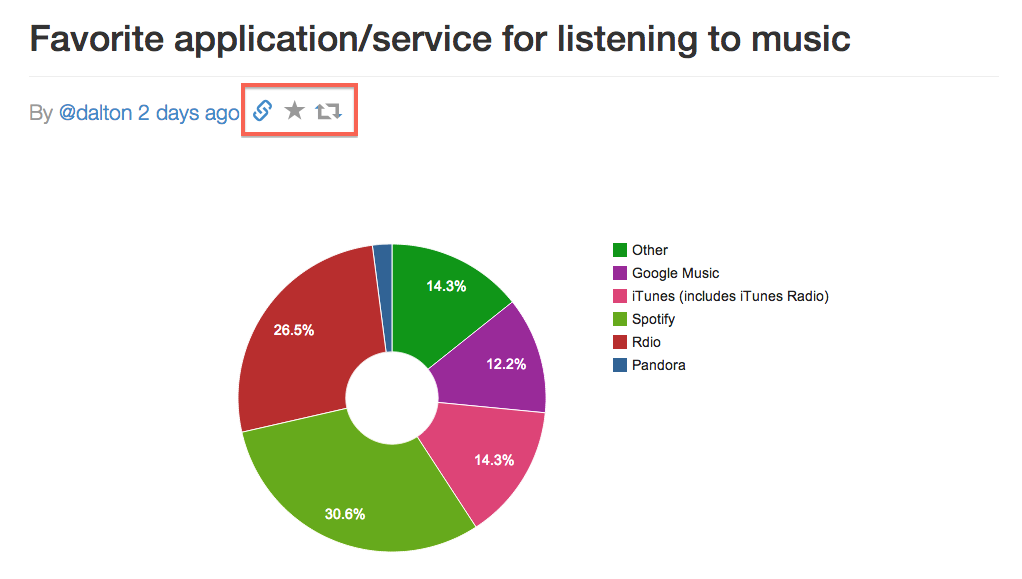 Favorite application/service for listening to music
By @dalton 2 days ago
Other
14.3%
Google Music
iTunes (includes iTunes Radio)
Spotify
26.5%
Rdio
12.2%
Pandora
14.3%
30.6%